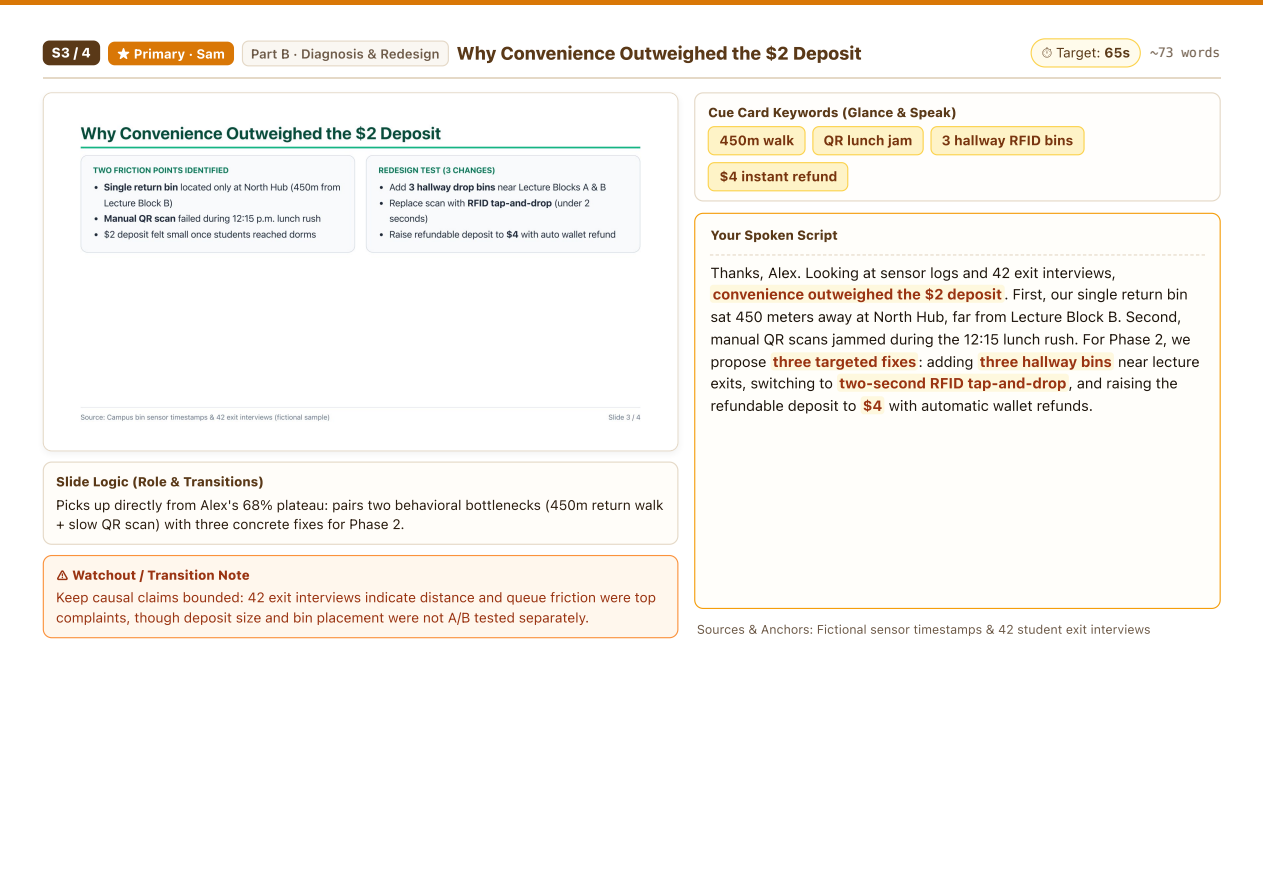 S3 / 4
★ Primary · Sam
Part B · Diagnosis & Redesign
Why Convenience Outweighed the $2 Deposit
⏱ Target: 65s
~73 words
Why Convenience Outweighed the $2 Deposit
TWO FRICTION POINTS IDENTIFIED
• Single return bin located only at North Hub (450m from
Lecture Block B)
• Manual QR scan failed during 12:15 p.m. lunch rush
• $2 deposit felt small once students reached dorms
REDESIGN TEST (3 CHANGES)
• Add 3 hallway drop bins near Lecture Blocks A & B
• Replace scan with RFID tap-and-drop (under 2
seconds)
• Raise refundable deposit to $4 with auto wallet refund
Source: Campus bin sensor timestamps & 42 exit interviews (fictional sample)
Slide 3 / 4
Slide Logic (Role & Transitions)
Picks up directly from Alex's 68% plateau: pairs two behavioral bottlenecks (450m return walk
+ slow QR scan) with three concrete fixes for Phase 2.
⚠ Watchout / Transition Note
Keep causal claims bounded: 42 exit interviews indicate distance and queue friction were top
complaints, though deposit size and bin placement were not A/B tested separately.
Cue Card Keywords (Glance & Speak)
450m walk
QR lunch jam
3 hallway RFID bins
$4 instant refund
Your Spoken Script
Thanks, Alex. Looking at sensor logs and 42 exit interviews,
convenience outweighed the $2 deposit. First, our single return bin
sat 450 meters away at North Hub, far from Lecture Block B. Second,
manual QR scans jammed during the 12:15 lunch rush. For Phase 2, we
propose three targeted fixes: adding three hallway bins near lecture
exits, switching to two-second RFID tap-and-drop, and raising the
refundable deposit to $4 with automatic wallet refunds.
Sources & Anchors: Fictional sensor timestamps & 42 student exit interviews